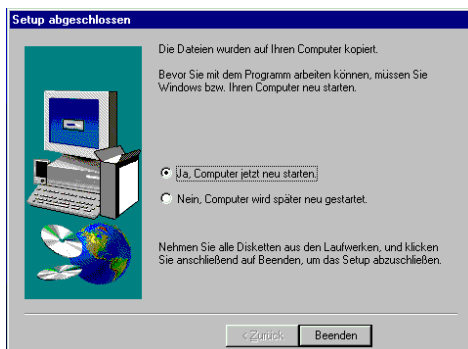 Setup abgeschlossen
Die Dateien wurden auf Ihren Computer kopiert.
Bevor Sie mit dem Programm arbeiten können, müssen Sie
Windows bzw. Ihren Computer neu starten.
Ja, Computer jetzt neu starten.
Nein, Computer wird später neu gestartet.
Nehmen Sie alle Disketten aus den Laufwerken, und klicken
Sie anschließend auf Beenden, um das Setup abzuschließen.
< Zurück Beenden